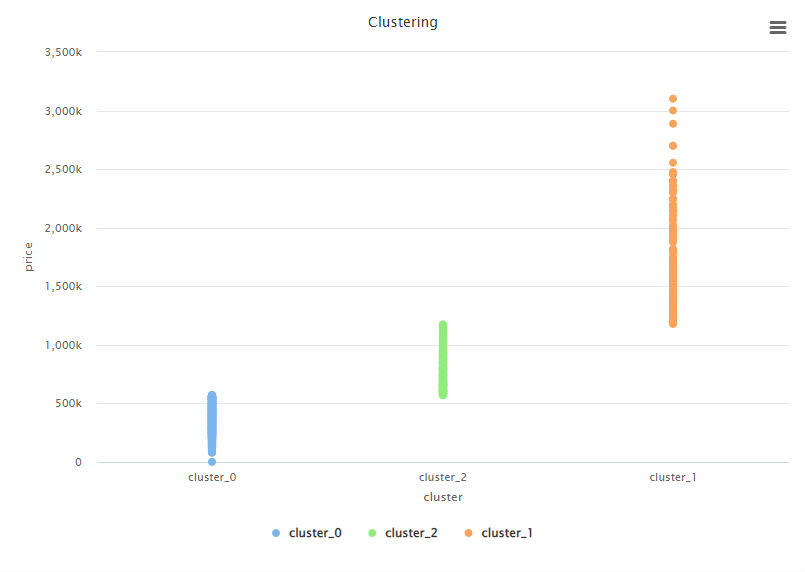 Clustering
3,500k
3,000k
2,500k
2,000k
1,500k
1,000k
500k
0
price
cluster_0 cluster_2 cluster_1
cluster
cluster_0 cluster_2 cluster_1